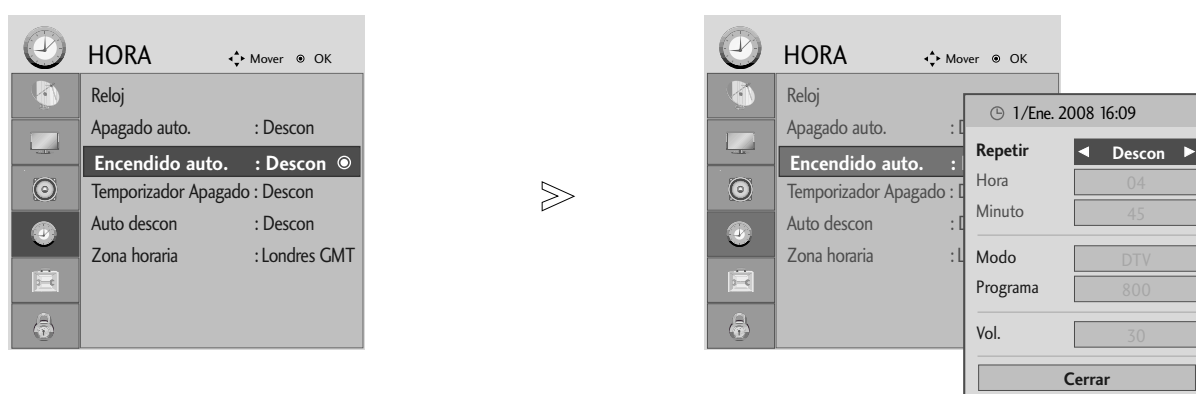 HORA Mover OK
Reloj
Apagado auto. : Descon
Encendido auto. : Descon
Temporizador Apagado : Descon
Auto descon : Descon
Zona horaria : Londres GMT
HORA Mover OK
Reloj
Apagado auto. :
Encendido auto. :
Temporizador Apagado :
Auto descon :
Zona horaria :
1/Ene. 2008 16:09
Repetir ◄ Descon ►
Hora 04
Minuto 45
Modo DTV
Programa 800
Vol. 30
Cerrar